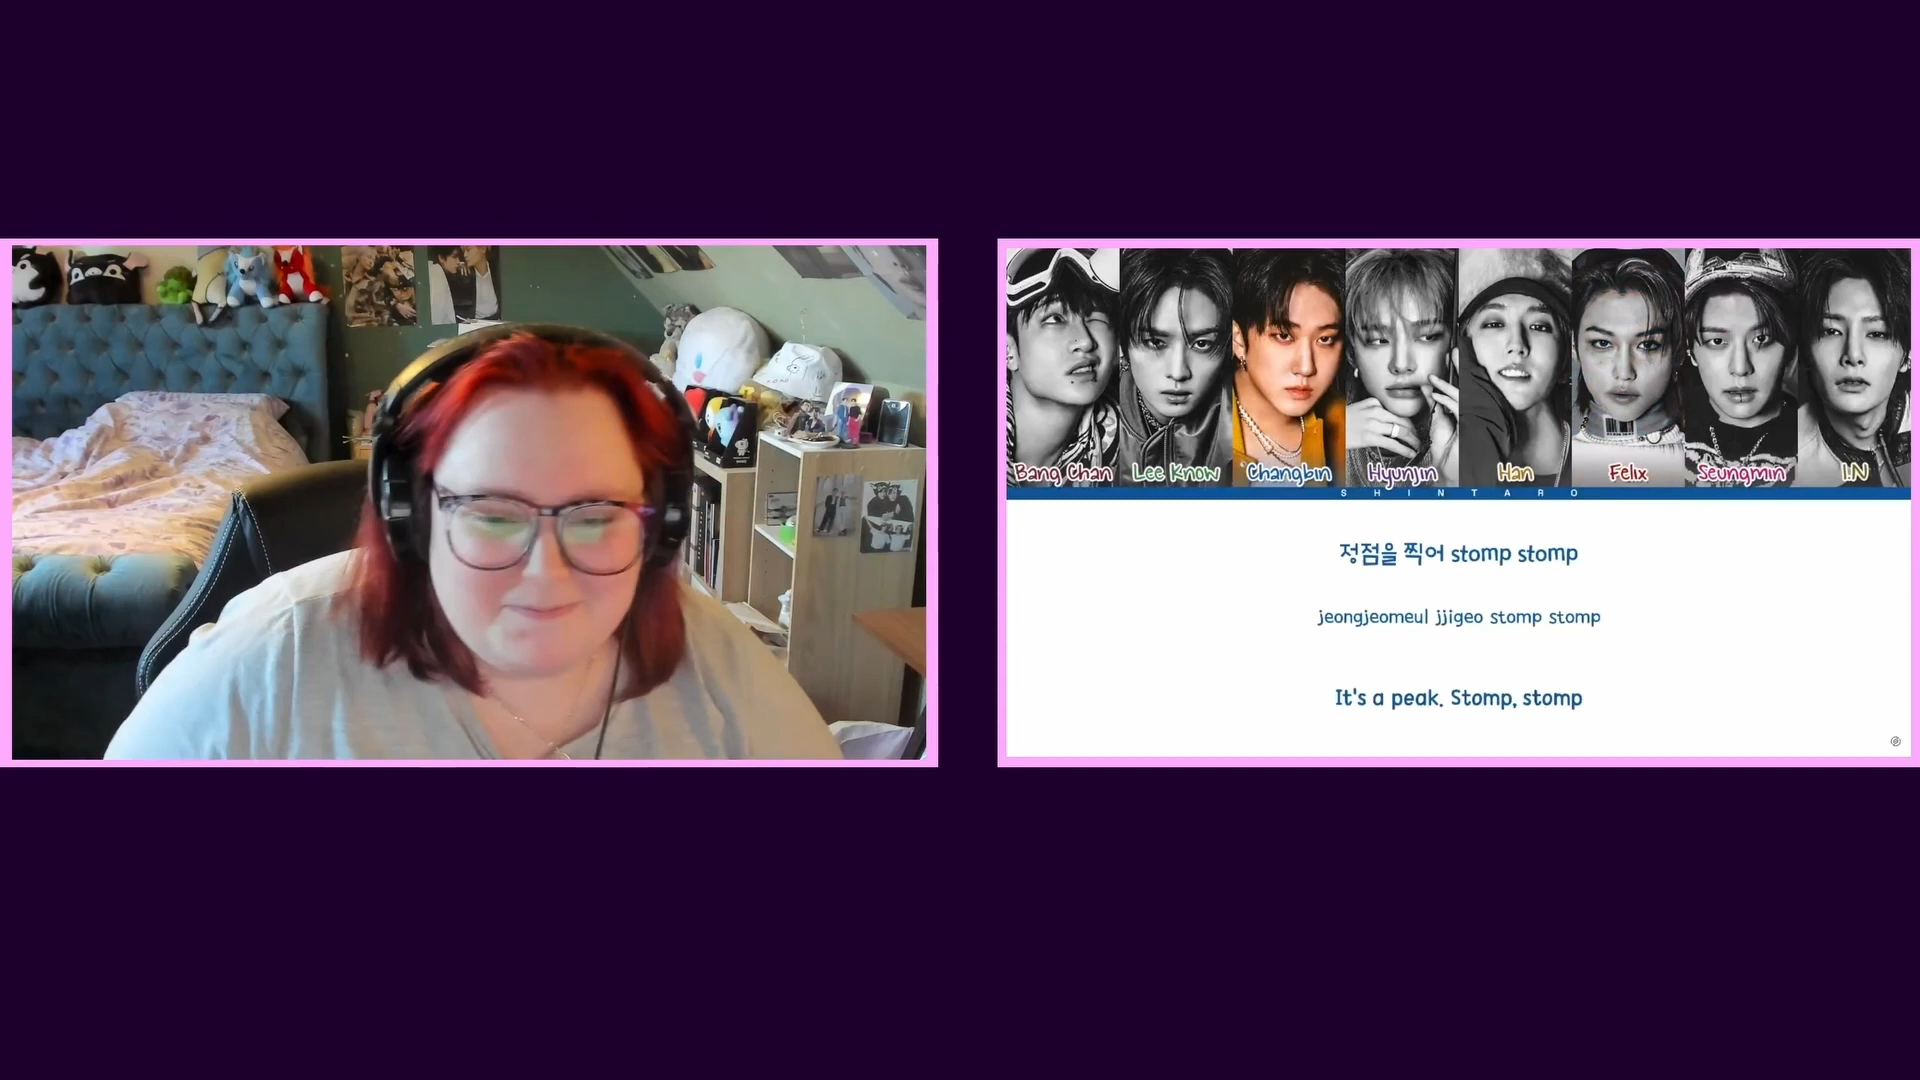 Bang Chan Lee Know Changbin Hyunjin Han Felix Seungmin I.N
SHINTARO
정점을 찍어 stomp stomp
jeongjeomeul jjigeo stomp stomp
It's a peak. Stomp, stomp